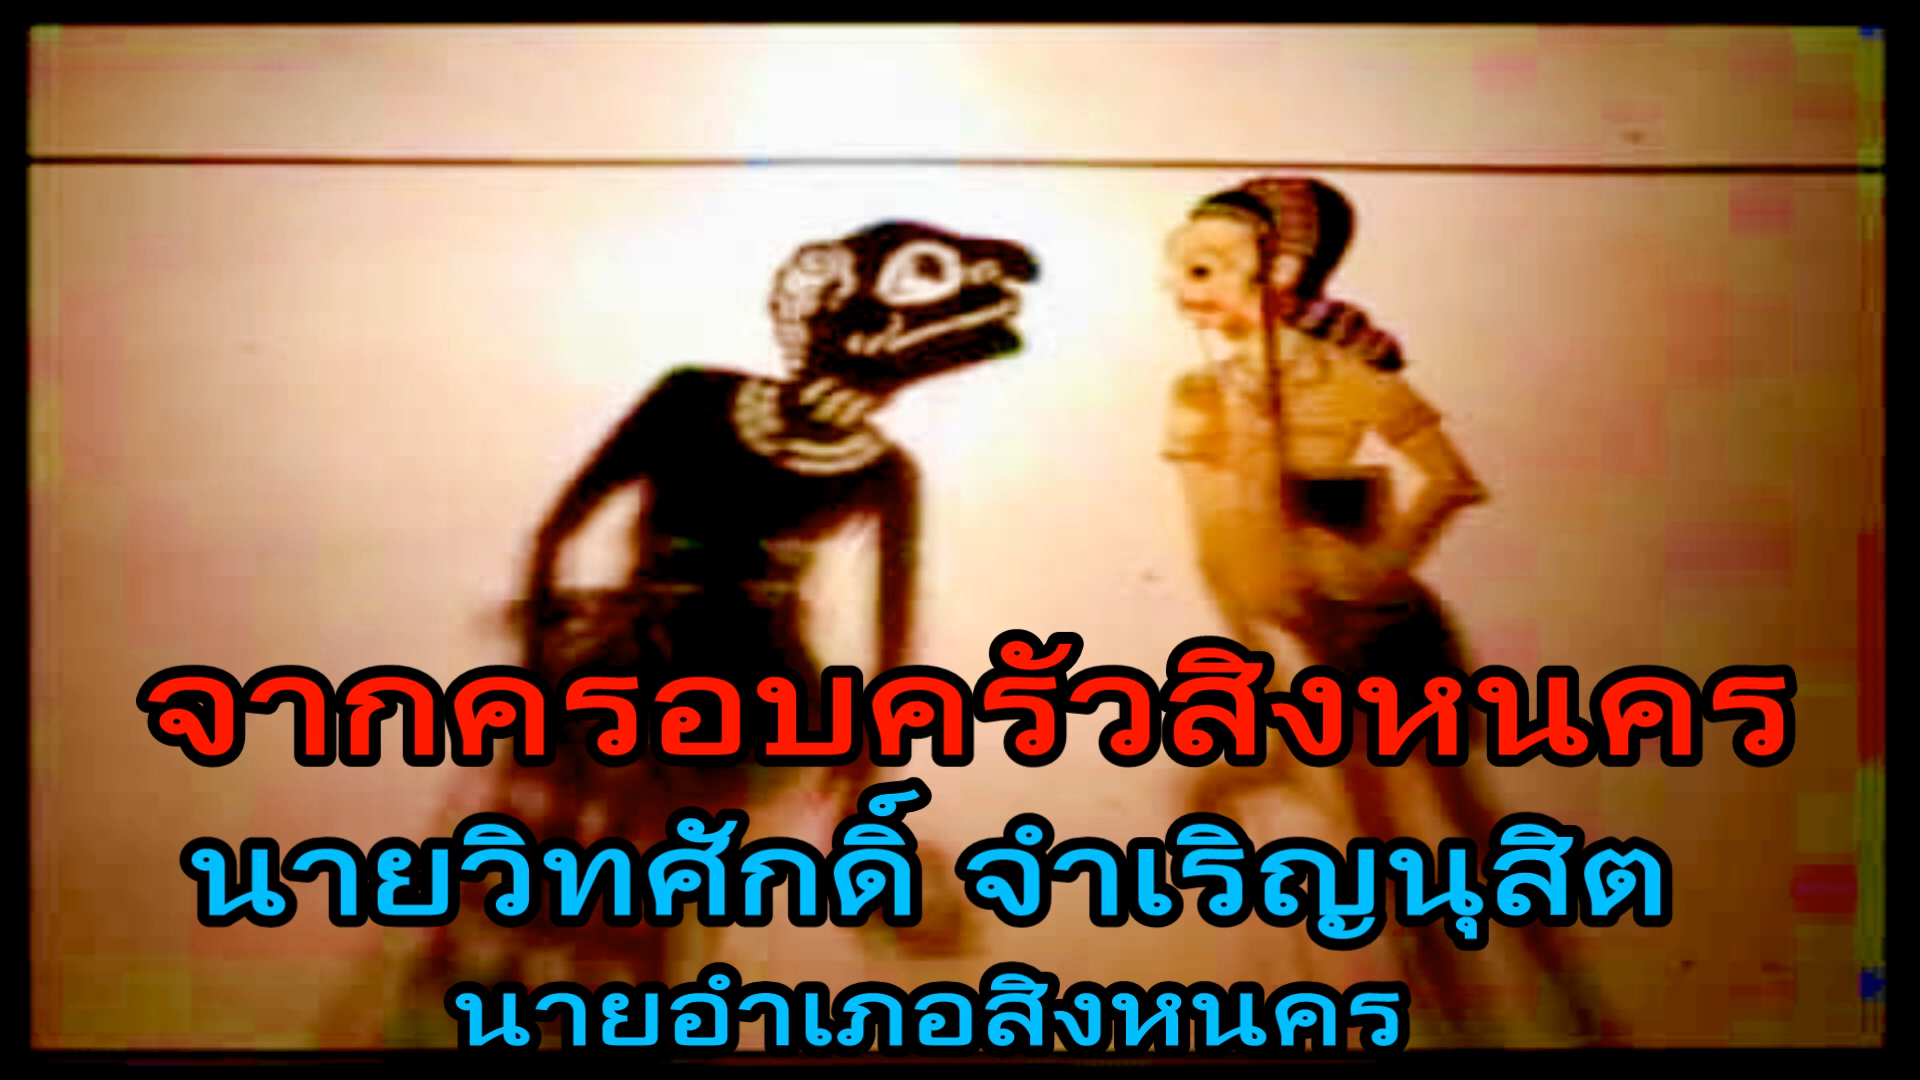 จากครอบครัวสิงหนคร
นายวิทศักดิ์ จำเริญนุสิต
นายอำเภอสิงหนคร